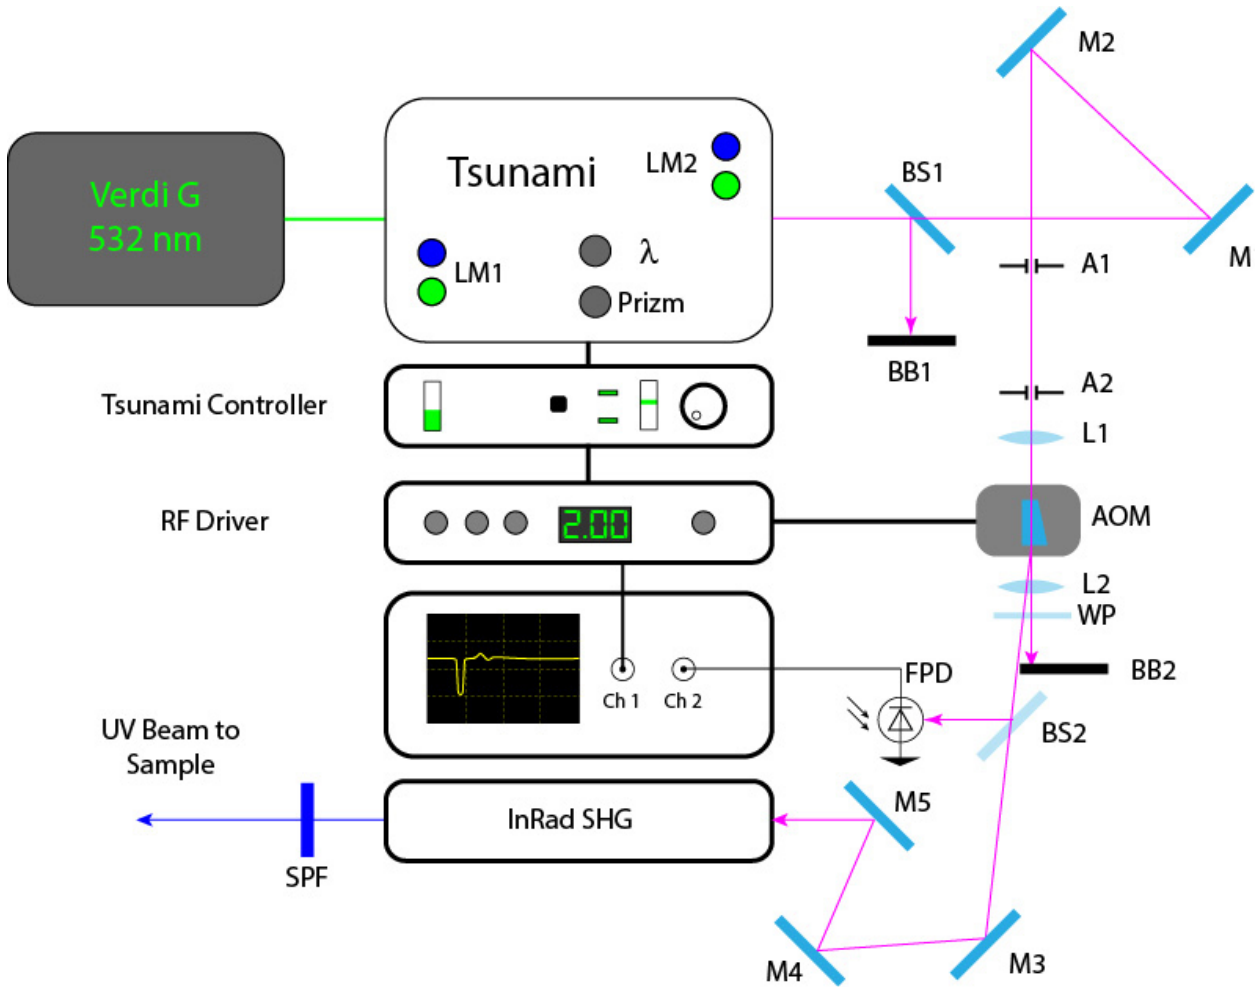 M2
Verdi G
532 nm
Tsunami
LM2
LM1
λ
Prizm
BS1
M
A1
BB1
A2
Tsunami Controller
L1
RF Driver
2.00
AOM
L2
WP
Ch 1
Ch 2
FPD
BB2
BS2
UV Beam to
Sample
M5
InRad SHG
SPF
M4
M3